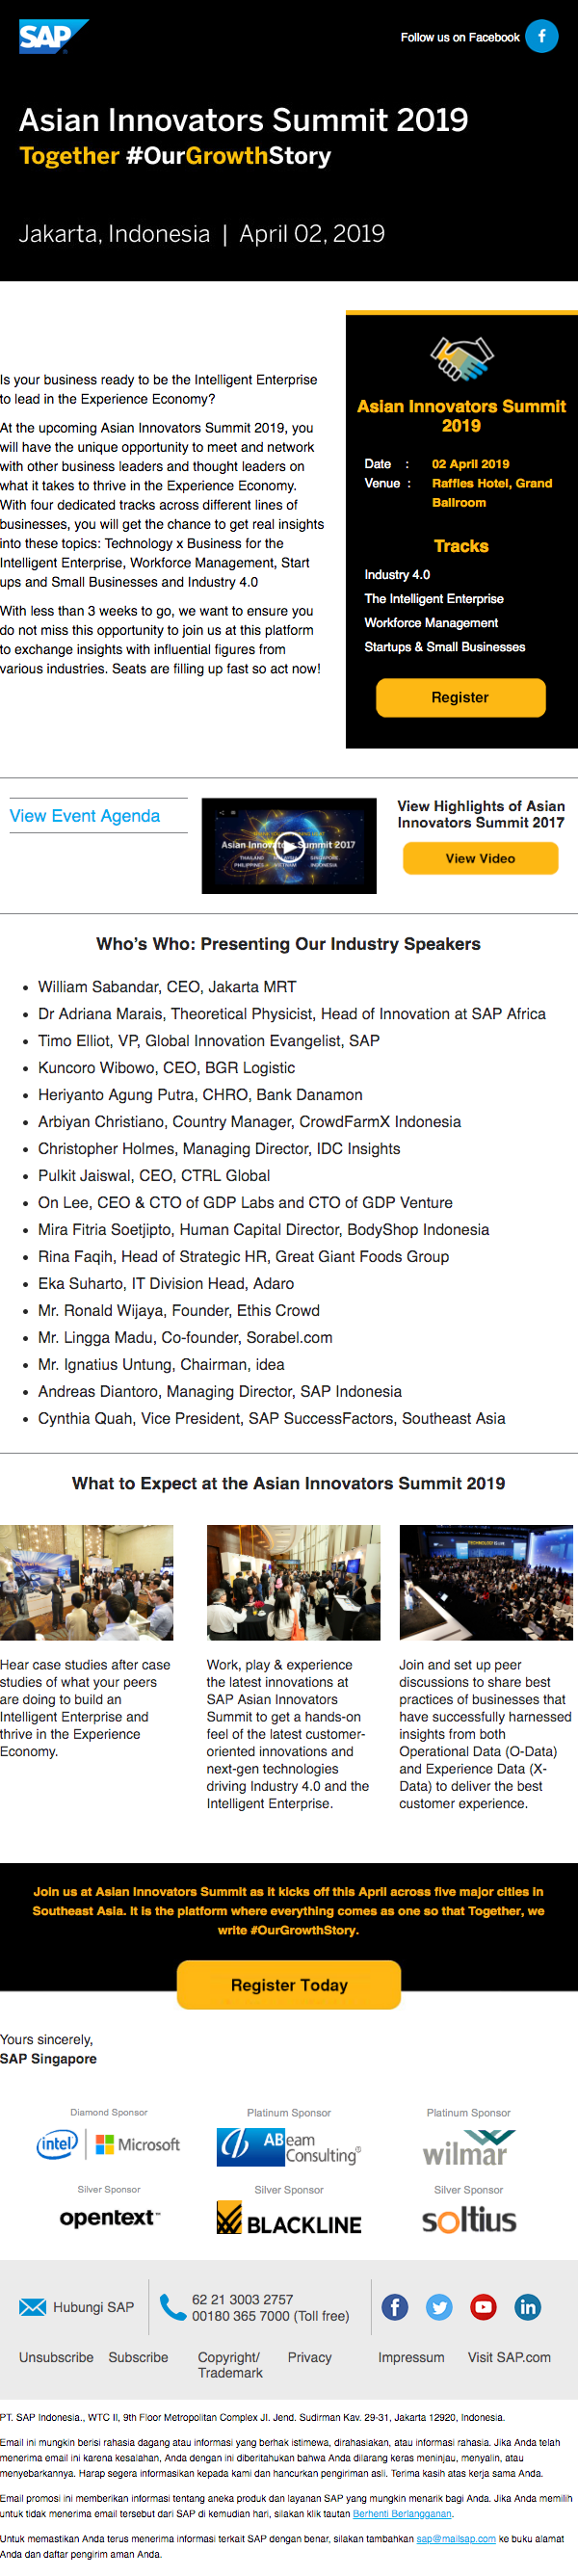 SAP
Follow us on Facebook
Asian Innovators Summit 2019
Together #OurGrowthStory
Jakarta, Indonesia | April 02, 2019
Is your business ready to be the Intelligent Enterprise
to lead in the Experience Economy?
At the upcoming Asian Innovators Summit 2019, you
will have the unique opportunity to meet and network
with other business leaders and thought leaders on
what it takes to thrive in the Experience Economy.
With four dedicated tracks across different lines of
businesses, you will get the chance to get real insights
into these topics: Technology x Business for the
Intelligent Enterprise, Workforce Management, Start
ups and Small Businesses and Industry 4.0
With less than 3 weeks to go, we want to ensure you
do not miss this opportunity to join us at this platform
to exchange insights with influential figures from
various industries. Seats are filling up fast so act now!
Asian Innovators Summit
2019
Date : 02 April 2019
Venue : Raffles Hotel, Grand
Ballroom
Tracks
Industry 4.0
The Intelligent Enterprise
Workforce Management
Startups & Small Businesses
Register
View Event Agenda
Asian Innovators Summit 2017
THAILAND MALAYSIA SINGAPORE
PHILIPPINES VIETNAM INDONESIA
View Highlights of Asian
Innovators Summit 2017
View Video
Who's Who: Presenting Our Industry Speakers
• William Sabandar, CEO, Jakarta MRT
• Dr Adriana Marais, Theoretical Physicist, Head of Innovation at SAP Africa
• Timo Elliot, VP, Global Innovation Evangelist, SAP
• Kuncoro Wibowo, CEO, BGR Logistic
• Heriyanto Agung Putra, CHRO, Bank Danamon
• Arbiyan Christiano, Country Manager, CrowdFarmX Indonesia
• Christopher Holmes, Managing Director, IDC Insights
• Pulkit Jaiswal, CEO, CTRL Global
• On Lee, CEO & CTO of GDP Labs and CTO of GDP Venture
• Mira Fitria Soetjipto, Human Capital Director, BodyShop Indonesia
• Rina Faqih, Head of Strategic HR, Great Giant Foods Group
• Eka Suharto, IT Division Head, Adaro
• Mr. Ronald Wijaya, Founder, Ethis Crowd
• Mr. Lingga Madu, Co-founder, Sorabel.com
• Mr. Ignatius Untung, Chairman, idea
• Andreas Diantoro, Managing Director, SAP Indonesia
• Cynthia Quah, Vice President, SAP SuccessFactors, Southeast Asia
What to Expect at the Asian Innovators Summit 2019
Hear case studies after case
studies of what your peers
are doing to build an
Intelligent Enterprise and
thrive in the Experience
Economy.
Work, play & experience
the latest innovations at
SAP Asian Innovators
Summit to get a hands-on
feel of the latest customer-
oriented innovations and
next-gen technologies
driving Industry 4.0 and the
Intelligent Enterprise.
Join and set up peer
discussions to share best
practices of businesses that
have successfully harnessed
insights from both
Operational Data (O-Data)
and Experience Data (X-
Data) to deliver the best
customer experience.
Join us at Asian Innovators Summit as it kicks off this April across five major cities in
Southeast Asia. It is the platform where everything comes as one so that Together, we
write #OurGrowthStory.
Register Today
Yours sincerely,
SAP Singapore
Diamond Sponsor
intel Microsoft
Platinum Sponsor
ABeam Consulting
Platinum Sponsor
wilmar
Silver Sponsor
opentext™
Silver Sponsor
BLACKLINE
Silver Sponsor
soltius
Hubungi SAP
62 21 3003 2757
00180 365 7000 (Toll free)
Unsubscribe Subscribe Copyright/ Privacy Impressum Visit SAP.com
Trademark
PT. SAP Indonesia., WTC II, 9th Floor Metropolitan Complex Jl. Jend. Sudirman Kav. 29-31, Jakarta 12920, Indonesia.
Email ini mungkin berisi rahasia dagang atau informasi yang berhak istimewa, dirahasiakan, atau informasi rahasia. Jika Anda telah
menerima email ini karena kesalahan, Anda dengan ini diberitahukan bahwa Anda dilarang keras meninjau, menyalin, atau
menyebarkannya. Harap segera informasikan kepada kami dan hancurkan pengiriman asli. Terima kasih atas kerja sama Anda.
Email promosi ini memberikan informasi tentang aneka produk dan layanan SAP yang mungkin menarik bagi Anda. Jika Anda memilih
untuk tidak menerima email tersebut dari SAP di kemudian hari, silakan klik tautan Berhenti Berlangganan.
Untuk memastikan Anda terus menerima informasi terkait SAP dengan benar, silakan tambahkan sap@mailsap.com ke buku alamat
Anda dan daftar pengirim aman Anda.